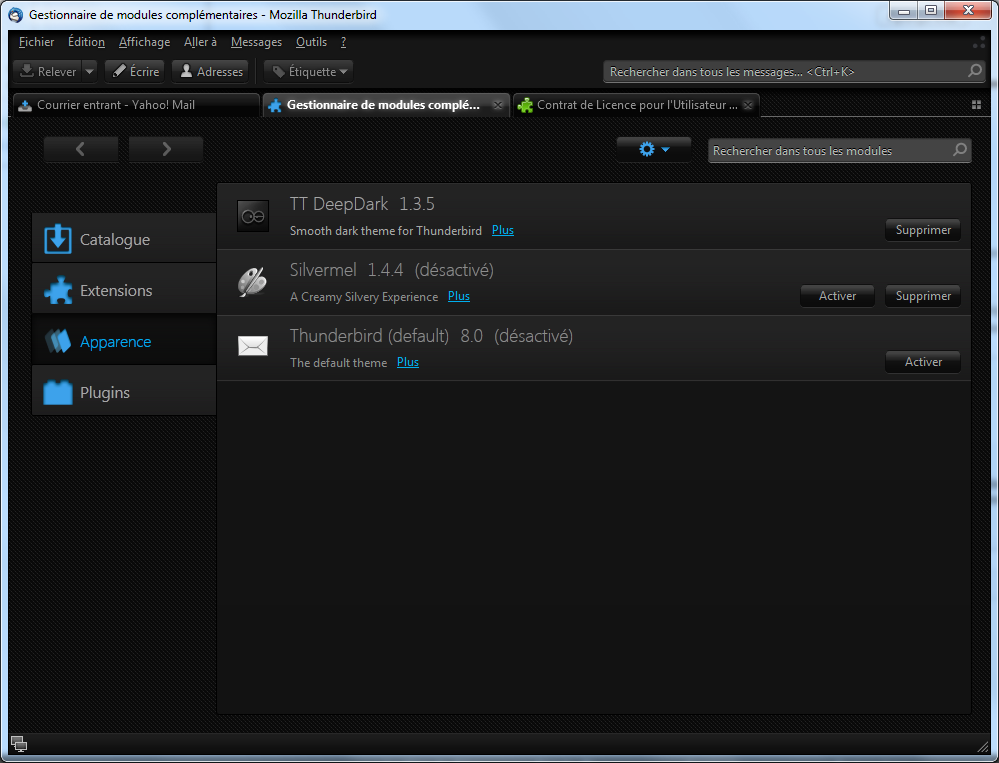 Gestionnaire de modules complémentaires - Mozilla Thunderbird
Fichier Édition Affichage Aller à Messages Outils ?
Relever Écrire Adresses Étiquette Rechercher dans tous les messages... <Ctrl+K>
Courrier entrant - Yahoo! Mail Gestionnaire de modules complé... Contrat de Licence pour l'Utilisateur ...
Rechercher dans tous les modules
Catalogue
Extensions
Apparence
Plugins
TT DeepDark 1.3.5
Smooth dark theme for Thunderbird Plus
Supprimer
Silvermel 1.4.4 (désactivé)
A Creamy Silvery Experience Plus
Activer Supprimer
Thunderbird (default) 8.0 (désactivé)
The default theme Plus
Activer